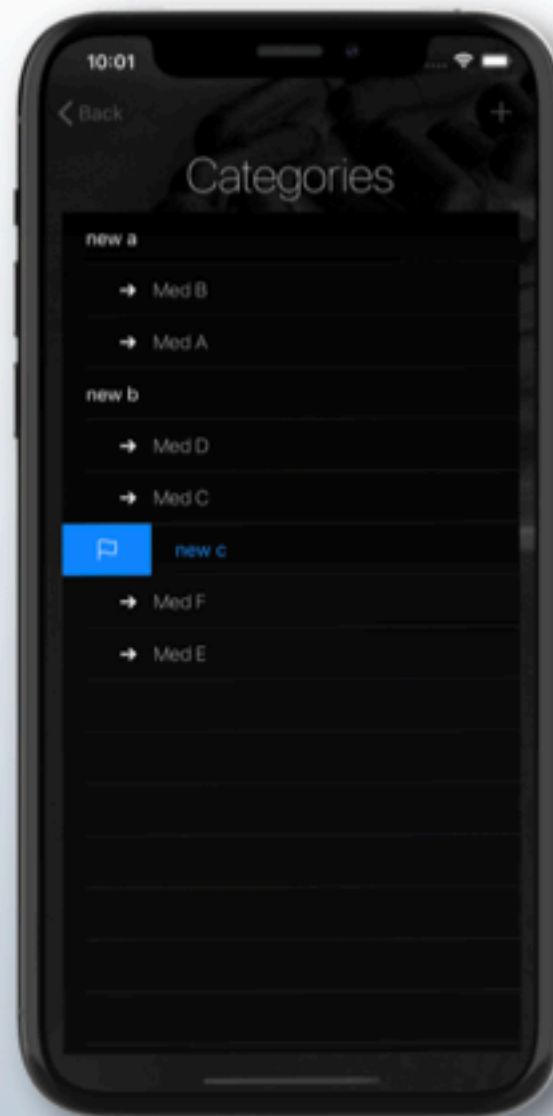 10:01
Back
Categories
new a
→ Med B
→ Med A
new b
→ Med D
→ Med C
new c
→ Med F
→ Med E